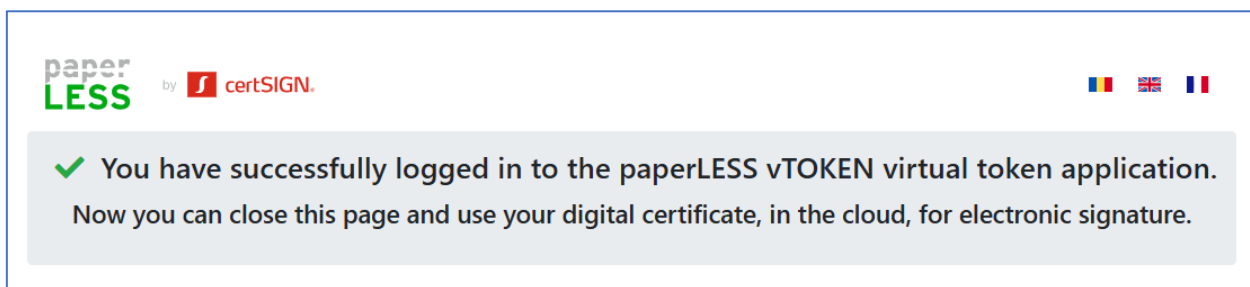 paper
LESS
by certSIGN.
You have successfully logged in to the paperLESS vTOKEN virtual token application.
Now you can close this page and use your digital certificate, in the cloud, for electronic signature.